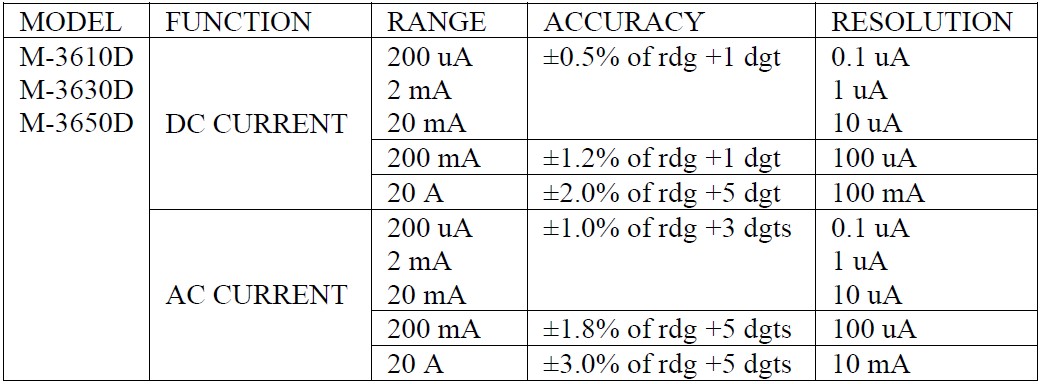 MODEL FUNCTION RANGE ACCURACY RESOLUTION
M-3610D 200 uA ±0.5% of rdg +1 dgt 0.1 uA
M-3630D 2 mA 1 uA
M-3650D DC CURRENT 20 mA 10 uA
200 mA ±1.2% of rdg +1 dgt 100 uA
20 A ±2.0% of rdg +5 dgt 100 mA
200 uA ±1.0% of rdg +3 dgts 0.1 uA
2 mA 1 uA
AC CURRENT 20 mA 10 uA
200 mA ±1.8% of rdg +5 dgts 100 uA
20 A ±3.0% of rdg +5 dgts 10 mA